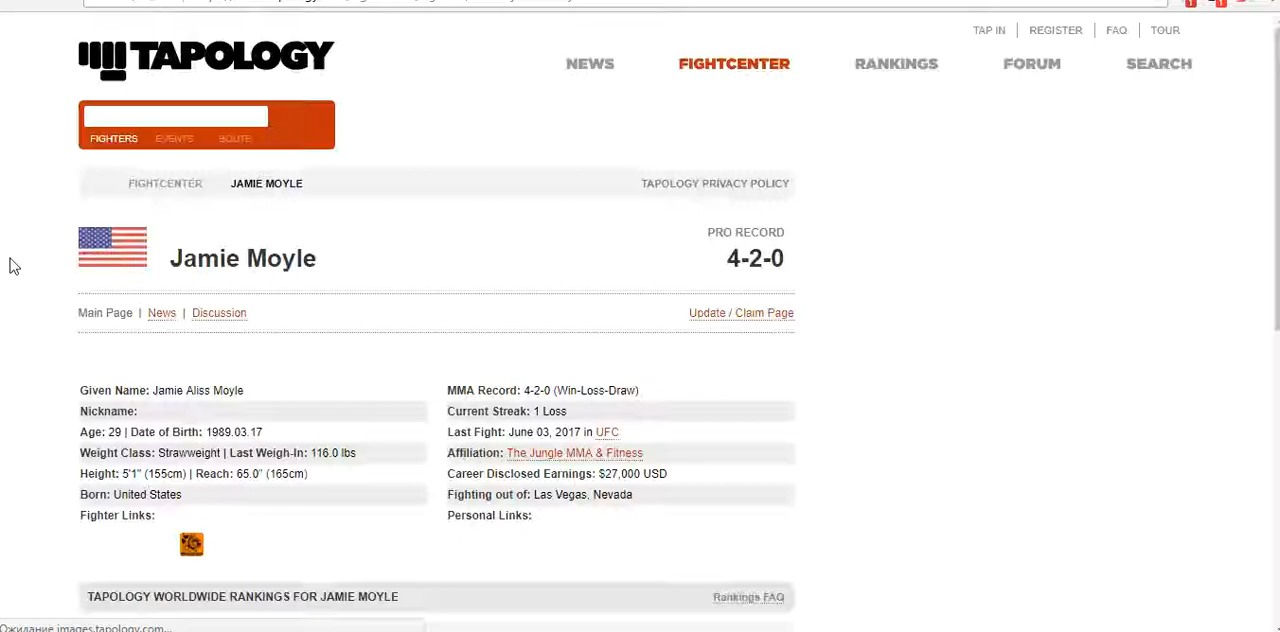 TAP IN | REGISTER | FAQ | TOUR
TAPOLOGY
NEWS FIGHTCENTER RANKINGS FORUM SEARCH
FIGHTERS EVENTS BOUTS
FIGHTCENTER JAMIE MOYLE TAPOLOGY PRIVACY POLICY
PRO RECORD
Jamie Moyle 4-2-0
Main Page | News | Discussion Update / Claim Page
Given Name: Jamie Aliss Moyle MMA Record: 4-2-0 (Win-Loss-Draw)
Nickname: Current Streak: 1 Loss
Age: 29 | Date of Birth: 1989.03.17 Last Fight: June 03, 2017 in UFC
Weight Class: Strawweight | Last Weigh-In: 116.0 lbs Affiliation: The Jungle MMA & Fitness
Height: 5'1" (155cm) | Reach: 65.0" (165cm) Career Disclosed Earnings: $27,000 USD
Born: United States Fighting out of: Las Vegas, Nevada
Fighter Links: Personal Links:
TAPOLOGY WORLDWIDE RANKINGS FOR JAMIE MOYLE Rankings FAQ
Ожидание images.tapology.com...